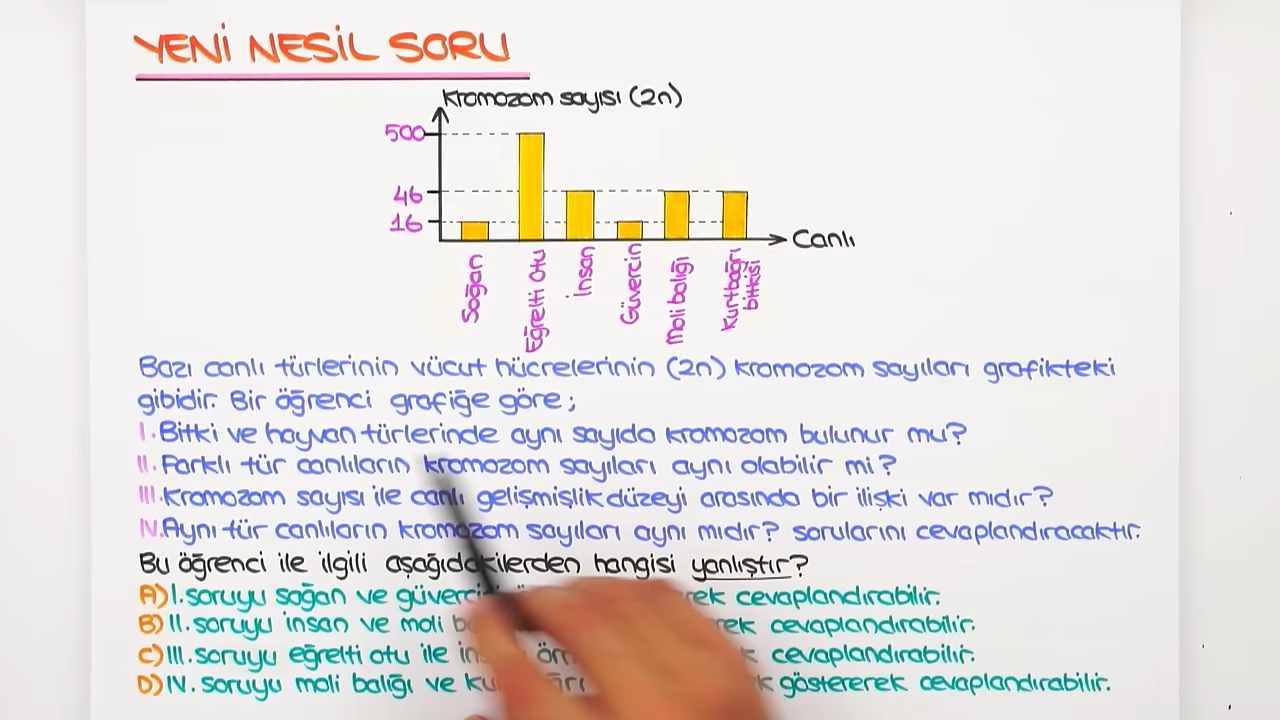 YENİ NESİL SORU
Kromozom sayısı (2n)
500
46
16
Canlı
Soğan
Eğrelti otu
İnsan
Güvercin
Moli balığı
Kurtbağrı bitkisi
Bazı canlı türlerinin vücut hücrelerinin (2n) kromozom sayıları grafikteki
gibidir. Bir öğrenci grafiğe göre;
I. Bitki ve hayvan türlerinde aynı sayıda kromozom bulunur mu?
II. Farklı tür canlıların kromozom sayıları aynı olabilir mi?
III. Kromozom sayısı ile canlı gelişmişlik düzeyi arasında bir ilişki var mıdır?
IV. Aynı tür canlıların kromozom sayıları aynı mıdır? sorularını cevaplandıracaktır.
Bu öğrenci ile ilgili aşağıdakilerden hangisi yanlıştır?
A) I. soruyu soğan ve cevaplandırabilir.
B) II. soruyu insan ve moli cevaplandırabilir.
C) III. soruyu eğrelti otu ile cevaplandırabilir.
D) IV. soruyu moli balığı ve göstererek cevaplandırabilir.